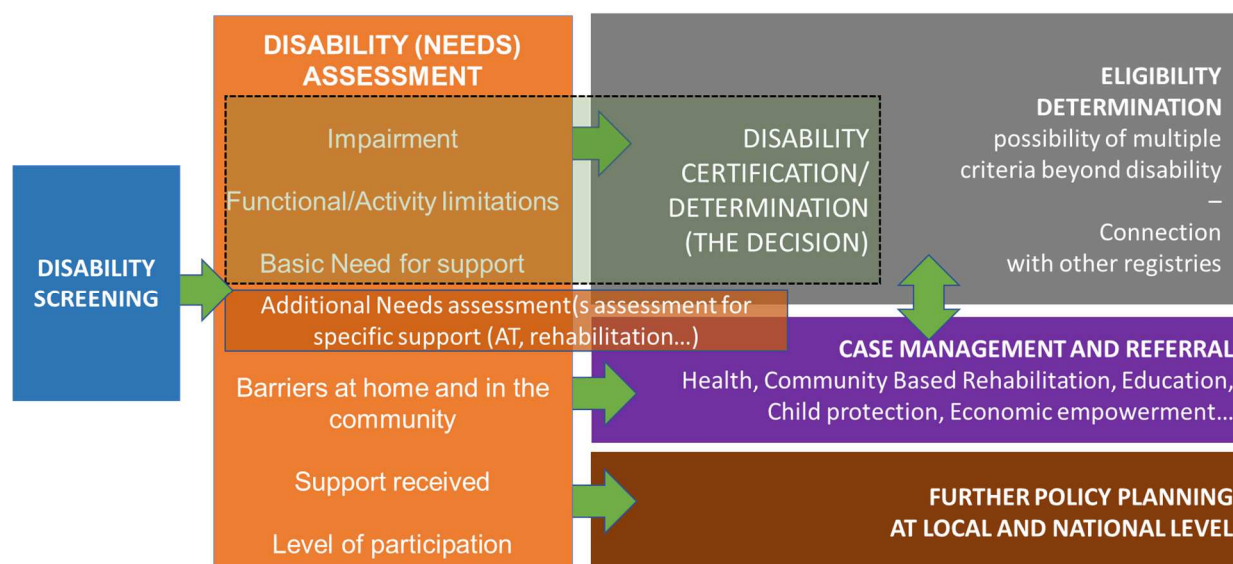 DISABILITY
SCREENING
DISABILITY (NEEDS)
ASSESSMENT
Impairment
Functional/Activity limitations
Basic Need for support
Additional Needs assessment(s assessment for
specific support (AT, rehabilitation...)
Barriers at home and in the
community
Support received
Level of participation
DISABILITY
CERTIFICATION/
DETERMINATION
(THE DECISION)
ELIGIBILITY
DETERMINATION
possibility of multiple
criteria beyond disability
–
Connection
with other registries
CASE MANAGEMENT AND REFERRAL
Health, Community Based Rehabilitation, Education,
Child protection, Economic empowerment...
FURTHER POLICY PLANNING
AT LOCAL AND NATIONAL LEVEL